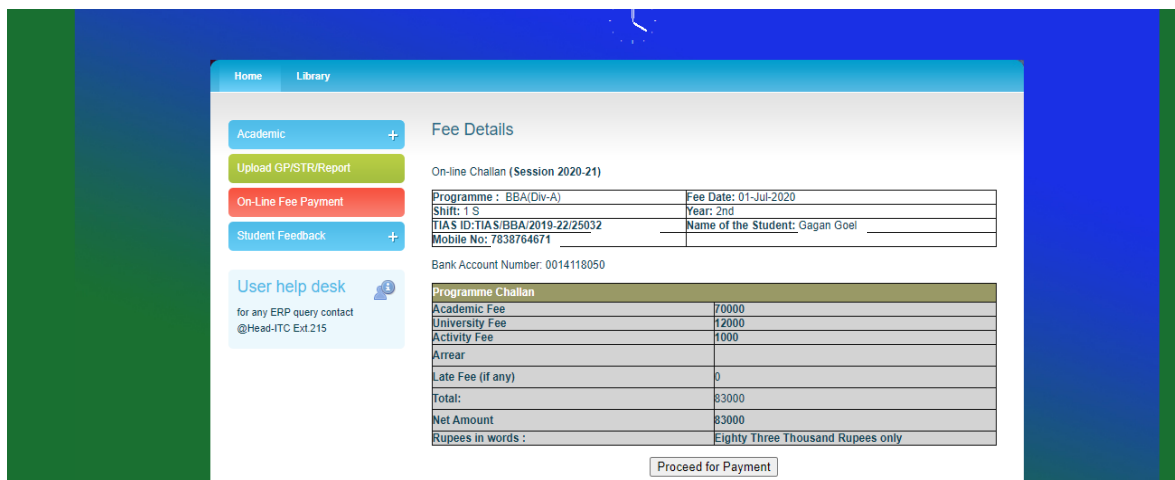 Home Library
Academic +
Upload GP/STR/Report
On-Line Fee Payment
Student Feedback +
User help desk
for any ERP query contact
@Head-ITC Ext.215
Fee Details
On-line Challan (Session 2020-21)
Programme : BBA(Div-A) Fee Date: 01-Jul-2020
Shift: 1 S Year: 2nd
TIAS ID:TIAS/BBA/2019-22/25032 Name of the Student: Gagan Goel
Mobile No: 7838764671
Bank Account Number: 0014118050
Programme Challan
Academic Fee 70000
University Fee 12000
Activity Fee 1000
Arrear
Late Fee (if any) 0
Total: 83000
Net Amount 83000
Rupees in words : Eighty Three Thousand Rupees only
Proceed for Payment